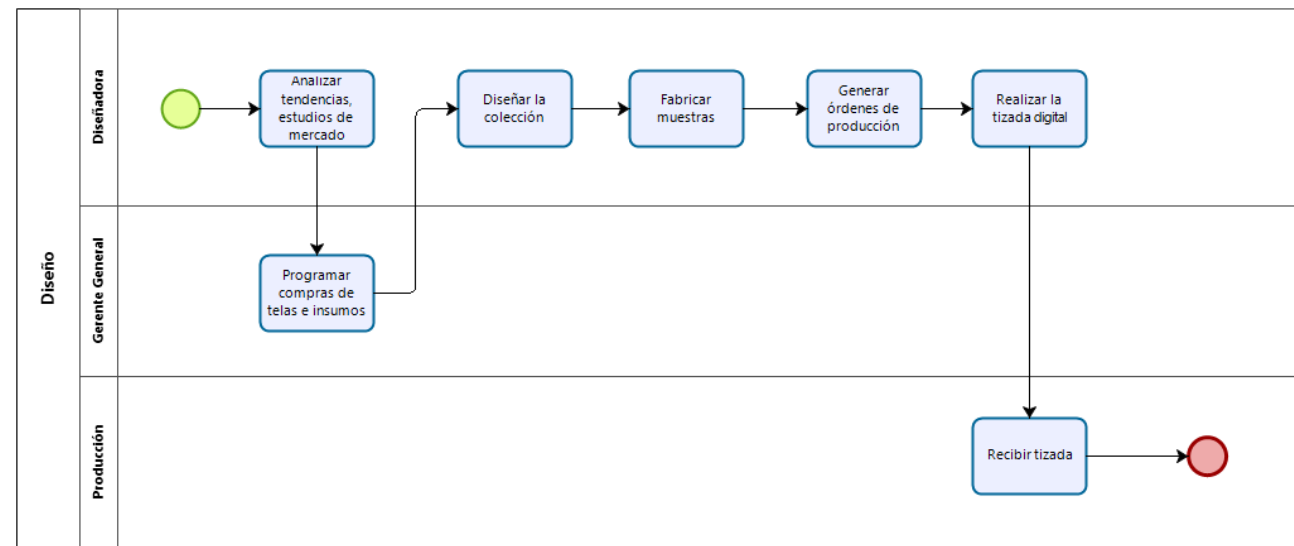 Diseño
Diseñadora
Analizar
tendencias,
estudios de
mercado
Diseñar la
colección
Fabricar
muestras
Generar
órdenes de
producción
Realizar la
tizada digital
Gerente General
Programar
compras de
telas e insumos
Producción
Recibir tizada